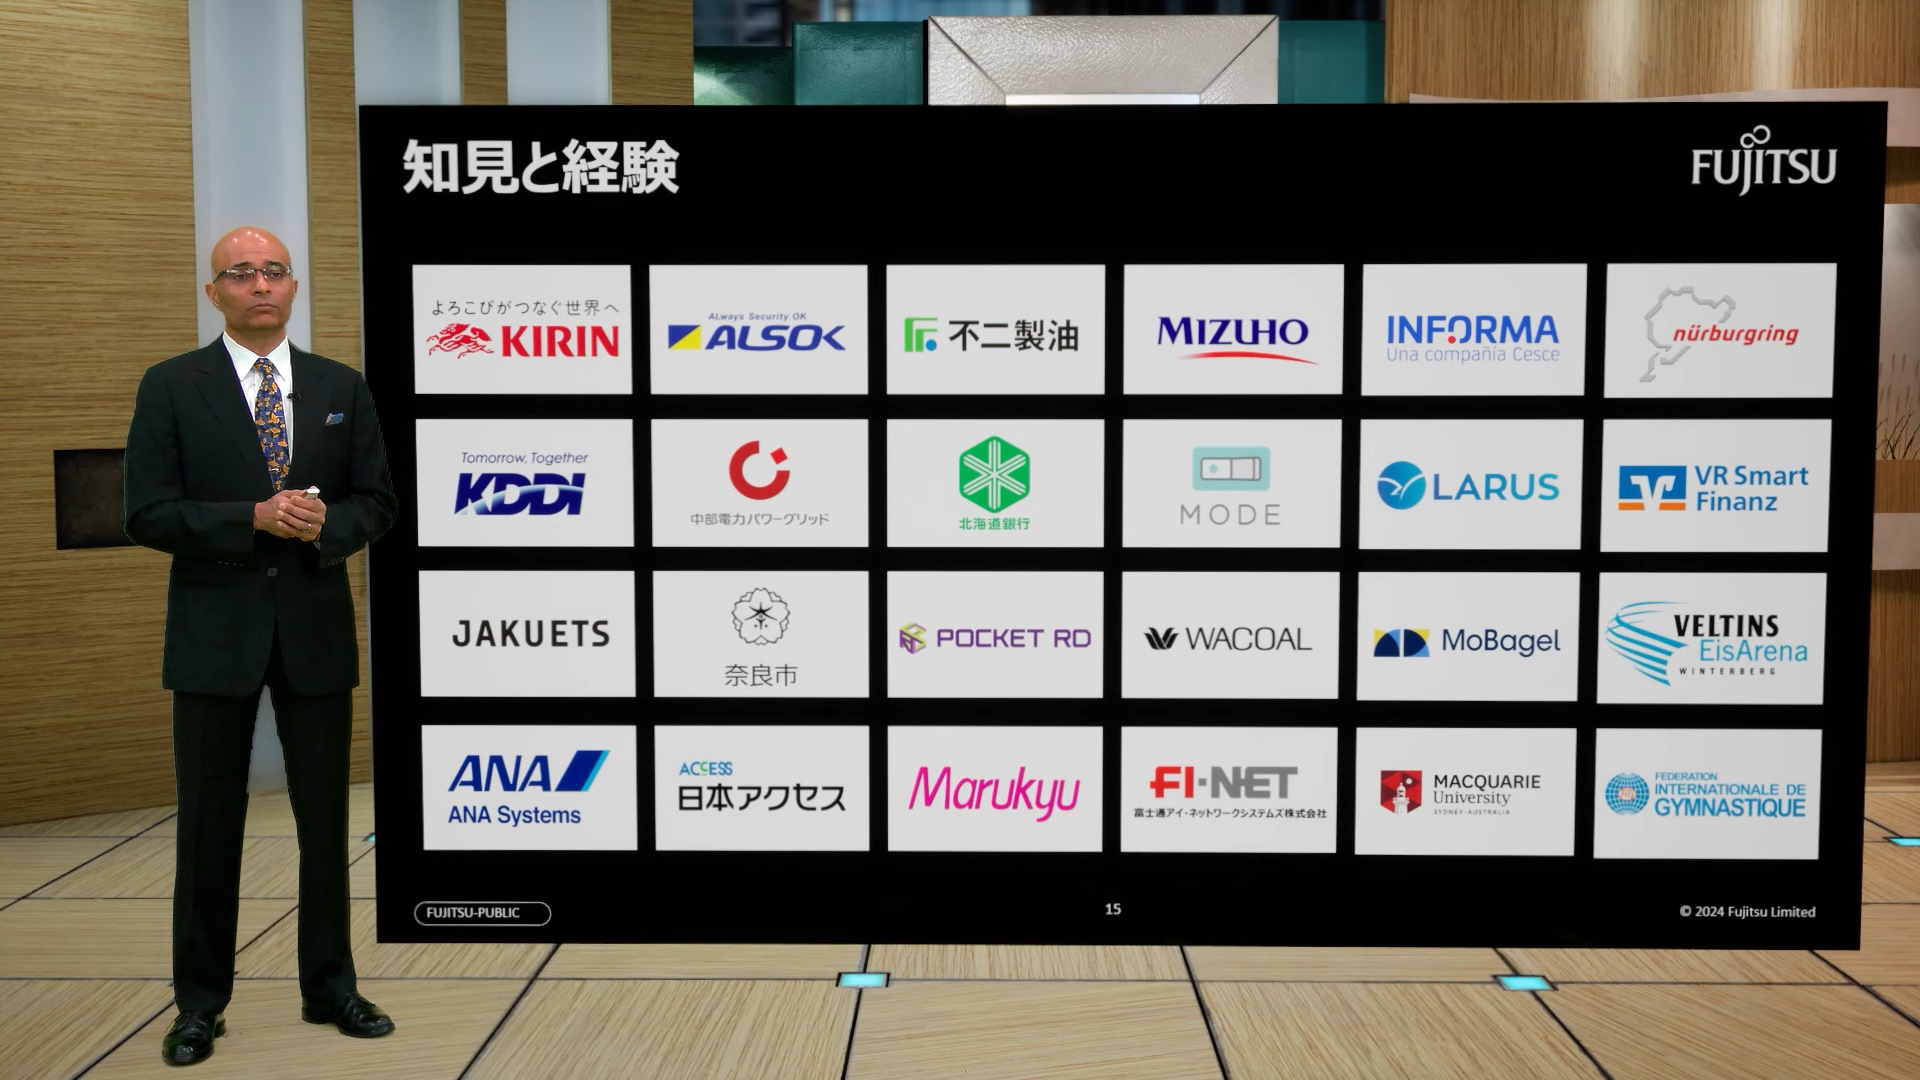 知見と経験
FUJITSU
よろこびがつなぐ世界へ
KIRIN
ALways Security OK
ALSOK
不二製油
MIZUHO
INFORMA
Una compañía Cesce
nürburgring
Tomorrow, Together
KDDI
中部電力パワーグリッド
北海道銀行
MODE
LARUS
VR Smart
Finanz
JAKUETS
奈良市
POCKET RD
WACOAL
MoBagel
VELTINS
EisArena
WINTERBERG
ANA
ANA Systems
ACCESS
日本アクセス
Marukyu
FI·NET
富士通アイ・ネットワークシステムズ株式会社
MACQUARIE
University
SYDNEY·AUSTRALIA
FEDERATION
INTERNATIONALE DE
GYMNASTIQUE
FUJITSU-PUBLIC
15
© 2024 Fujitsu Limited